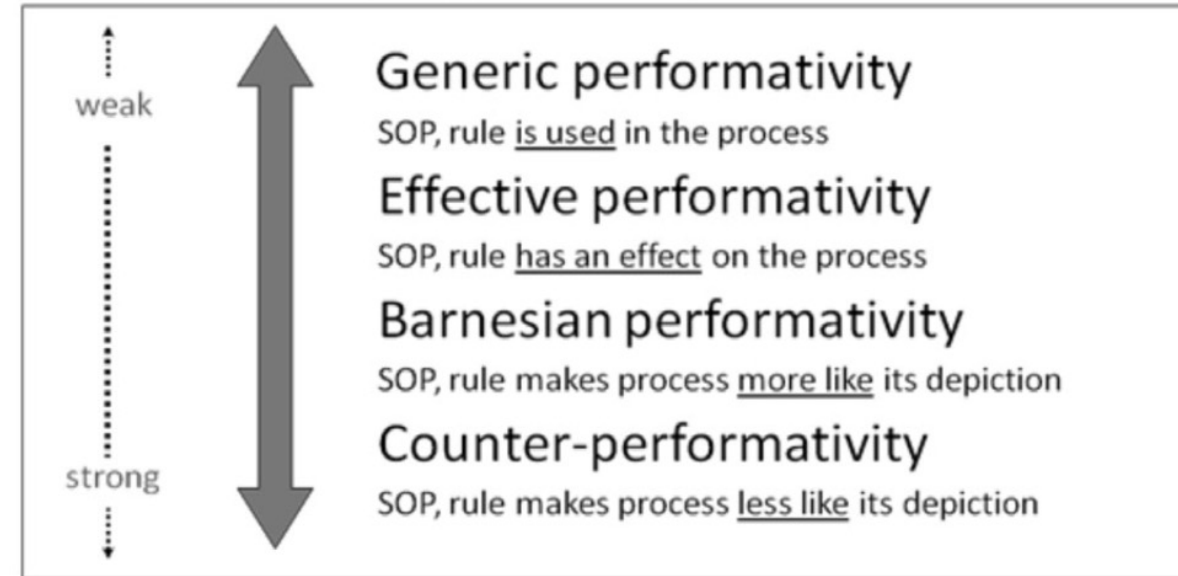 weak
strong
Generic performativity
SOP, rule is used in the process
Effective performativity
SOP, rule has an effect on the process
Barnesian performativity
SOP, rule makes process more like its depiction
Counter-performativity
SOP, rule makes process less like its depiction